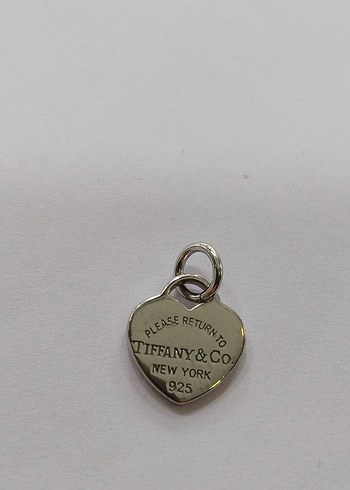 PLEASE RETURN TO
TIFFANY & Co.
NEW YORK
925